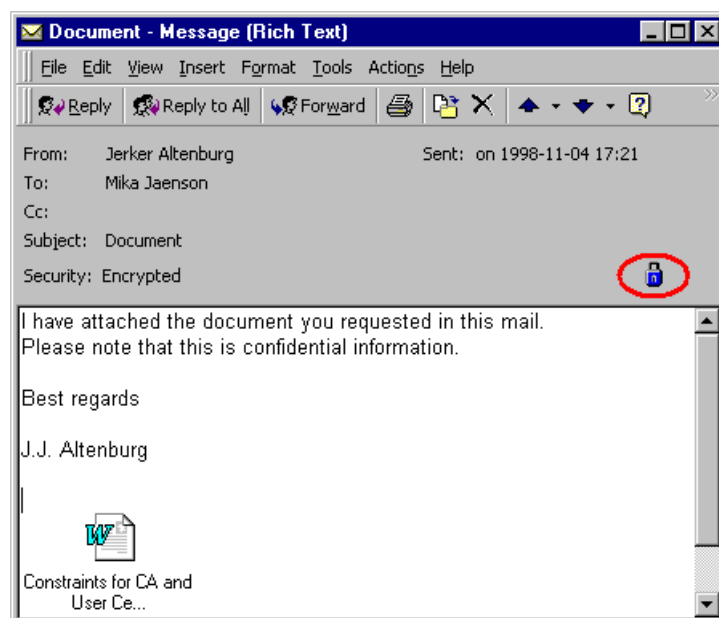 Document - Message (Rich Text)
File Edit View Insert Format Tools Actions Help
Reply Reply to All Forward
From: Jerker Altenburg Sent: on 1998-11-04 17:21
To: Mika Jaenson
Cc:
Subject: Document
Security: Encrypted
I have attached the document you requested in this mail.
Please note that this is confidential information.
Best regards
J.J. Altenburg
W
Constraints for CA and
User Ce...